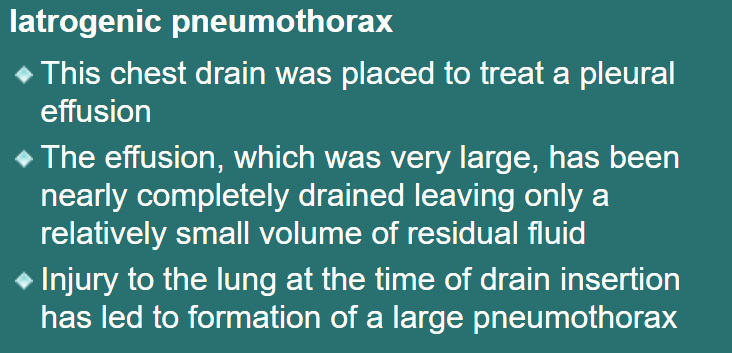 Iatrogenic pneumothorax
This chest drain was placed to treat a pleural
effusion
The effusion, which was very large, has been
nearly completely drained leaving only a
relatively small volume of residual fluid
Injury to the lung at the time of drain insertion
has led to formation of a large pneumothorax